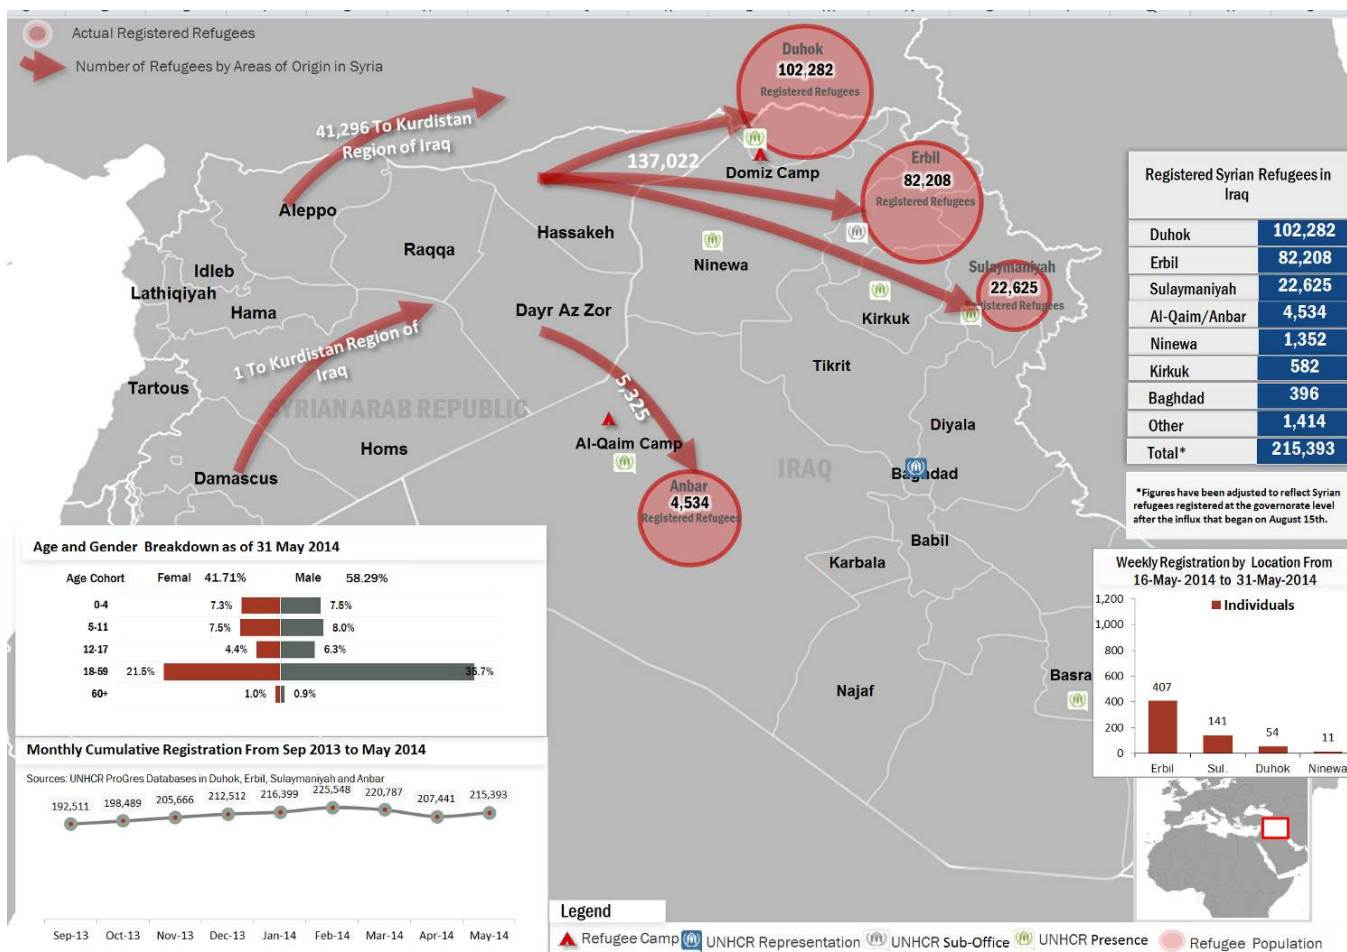 Actual Registered Refugees
Number of Refugees by Areas of Origin in Syria
41,296 To Kurdistan
Region of Iraq
Aleppo
Raqqa
Hassakeh
Idleb
Lathiqiyah
Hama
Dayr Az Zor
1 To Kurdistan Region of
Iraq
Tartous
SYRIAN ARAB REPUBLIC
Homs
Damascus
137,022
5,325
Duhok
102,282
Registered Refugees
Domiz Camp
Erbil
82,208
Registered Refugees
Ninewa
Sulaymaniyah
22,625
Registered Refugees
Kirkuk
Tikrit
Diyala
Al-Qaim Camp
IRAQ
Baghdad
Anbar
4,534
Registered Refugees
Babil
Karbala
Najaf
Basra
Registered Syrian Refugees in
Iraq
Duhok 102,282
Erbil 82,208
Sulaymaniyah 22,625
Al-Qaim/Anbar 4,534
Ninewa 1,352
Kirkuk 582
Baghdad 396
Other 1,414
Total* 215,393
*Figures have been adjusted to reflect Syrian
refugees registered at the governorate level
after the influx that began on August 15th.
Age and Gender Breakdown as of 31 May 2014
Age Cohort Femal 41.71% Male 58.29%
0-4 7.3% 7.5%
5-11 7.5% 8.0%
12-17 4.4% 6.3%
18-59 21.5% 35.7%
60+ 1.0% 0.9%
Weekly Registration by Location From
16-May- 2014 to 31-May-2014
Individuals
1,200
1,000
800
600
400
200
0
407
141
54
11
Erbil Sul. Duhok Ninewa
Monthly Cumulative Registration From Sep 2013 to May 2014
Sources: UNHCR ProGres Databases in Duhok, Erbil, Sulaymaniyah and Anbar
192,511 198,489 205,666 212,512 216,399 225,548 220,787 207,441 215,393
Sep-13 Oct-13 Nov-13 Dec-13 Jan-14 Feb-14 Mar-14 Apr-14 May-14
Legend
Refugee Camp UNHCR Representation UNHCR Sub-Office UNHCR Presence Refugee Population